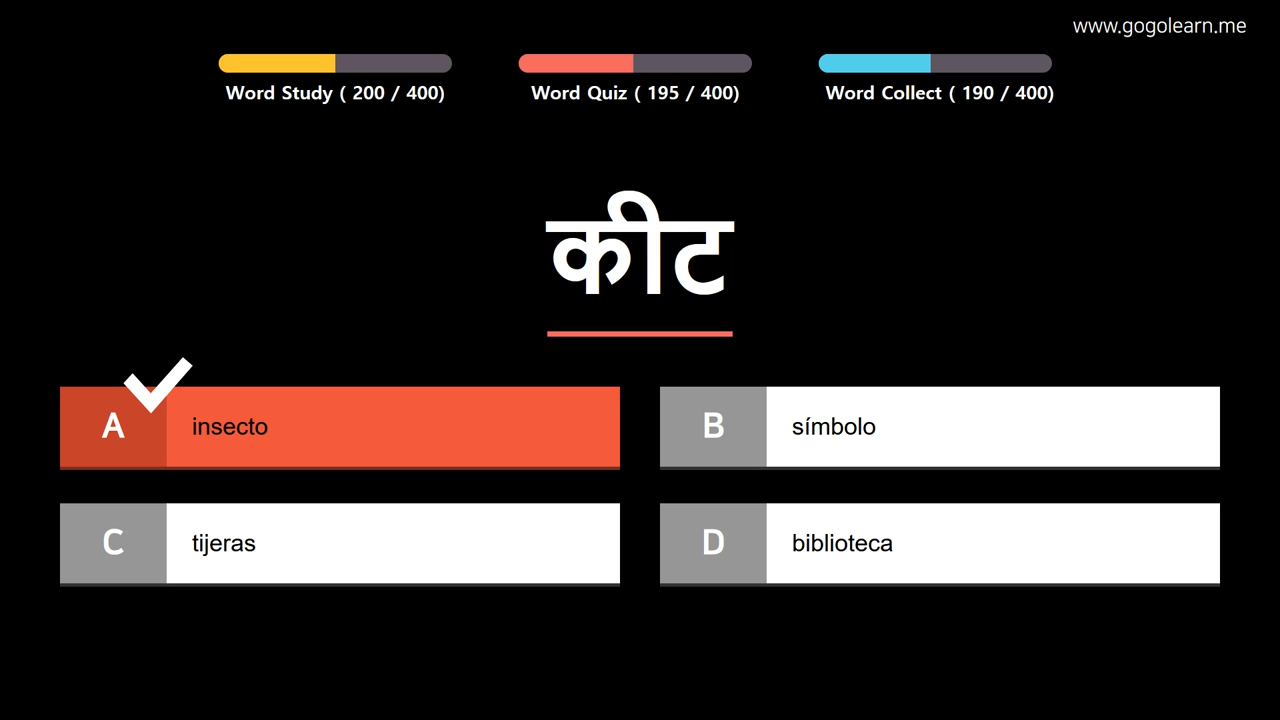 www.gogolearn.me
Word Study ( 200 / 400)
Word Quiz ( 195 / 400)
Word Collect ( 190 / 400)
कीट
A insecto
B símbolo
C tijeras
D biblioteca